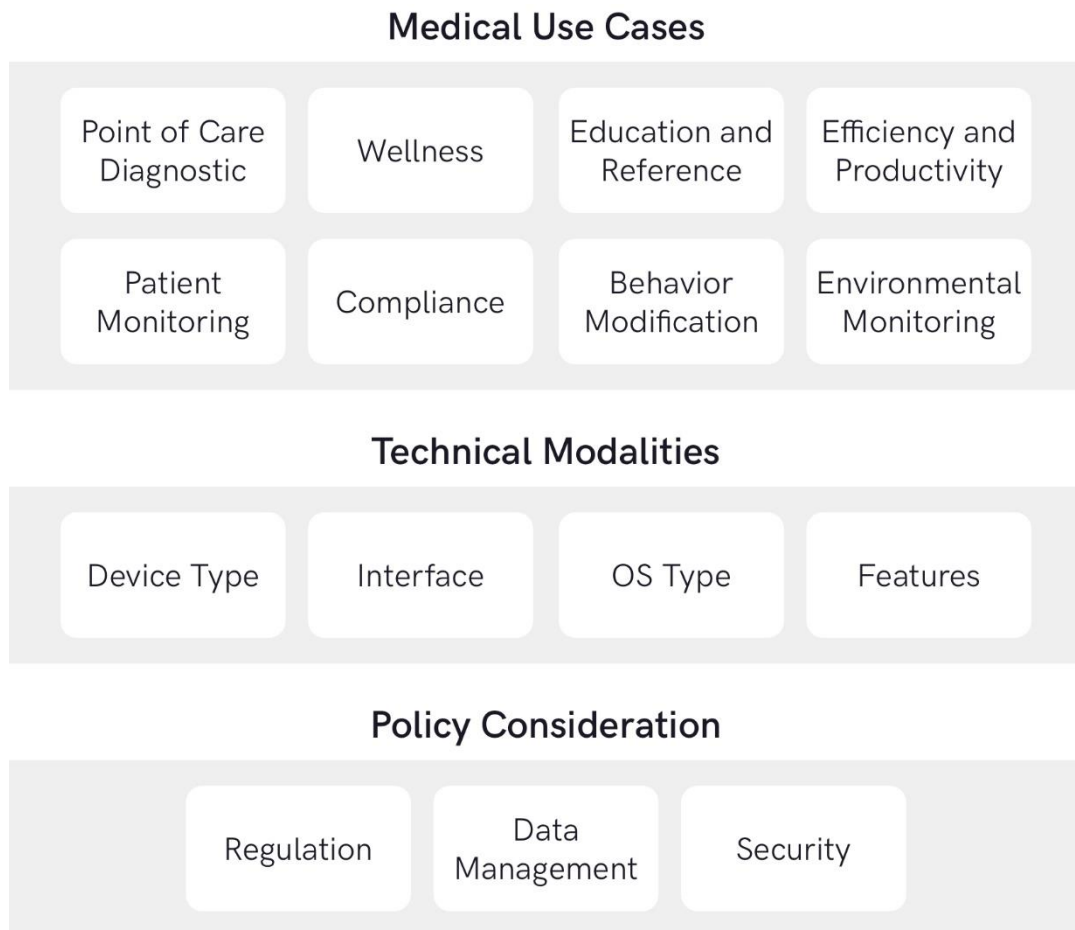 Medical Use Cases
Point of Care
Diagnostic
Wellness
Education and
Reference
Efficiency and
Productivity
Patient
Monitoring
Compliance
Behavior
Modification
Environmental
Monitoring
Technical Modalities
Device Type
Interface
OS Type
Features
Policy Consideration
Regulation
Data
Management
Security